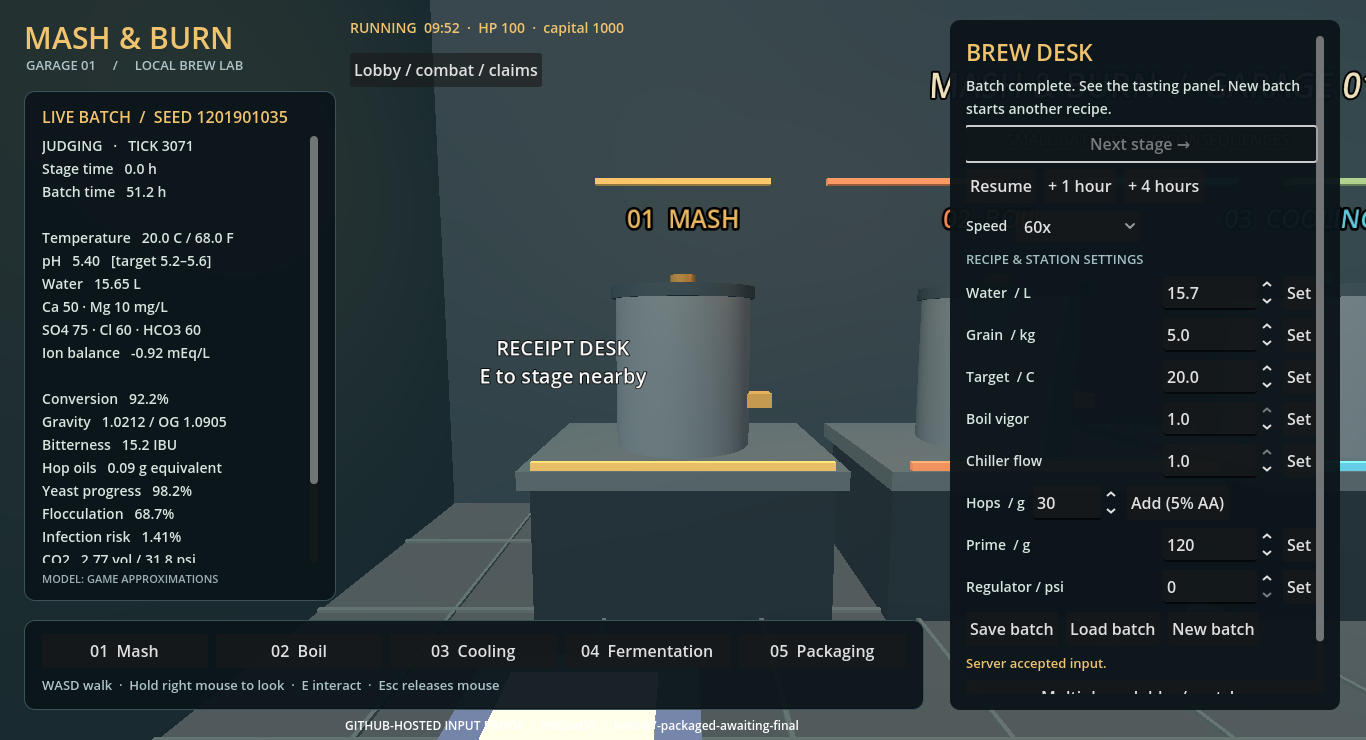 MASH & BURN
GARAGE 01 / LOCAL BREW LAB
RUNNING 09:52 · HP 100 · capital 1000
Lobby / combat / claims
LIVE BATCH / SEED 1201901035
JUDGING · TICK 3071
Stage time 0.0 h
Batch time 51.2 h
Temperature 20.0 C / 68.0 F
pH 5.40 [target 5.2–5.6]
Water 15.65 L
Ca 50 · Mg 10 mg/L
SO4 75 · Cl 60 · HCO3 60
Ion balance -0.92 mEq/L
Conversion 92.2%
Gravity 1.0212 / OG 1.0905
Bitterness 15.2 IBU
Hop oils 0.09 g equivalent
Yeast progress 98.2%
Flocculation 68.7%
Infection risk 1.41%
CO2 2.77 vol / 31.8 psi
MODEL: GAME APPROXIMATIONS
01 MASH
RECEIPT DESK
E to stage nearby
BREW DESK
Batch complete. See the tasting panel. New batch
starts another recipe.
Next stage →
Resume + 1 hour + 4 hours
Speed 60x
RECIPE & STATION SETTINGS
Water / L 15.7 Set
Grain / kg 5.0 Set
Target / C 20.0 Set
Boil vigor 1.0 Set
Chiller flow 1.0 Set
Hops / g 30 Add (5% AA)
Prime / g 120 Set
Regulator / psi 0 Set
Save batch Load batch New batch
Server accepted input.
01 Mash 02 Boil 03 Cooling 04 Fermentation 05 Packaging
WASD walk · Hold right mouse to look · E interact · Esc releases mouse
GITHUB-HOSTED INPUT
-packaged-awaiting-final